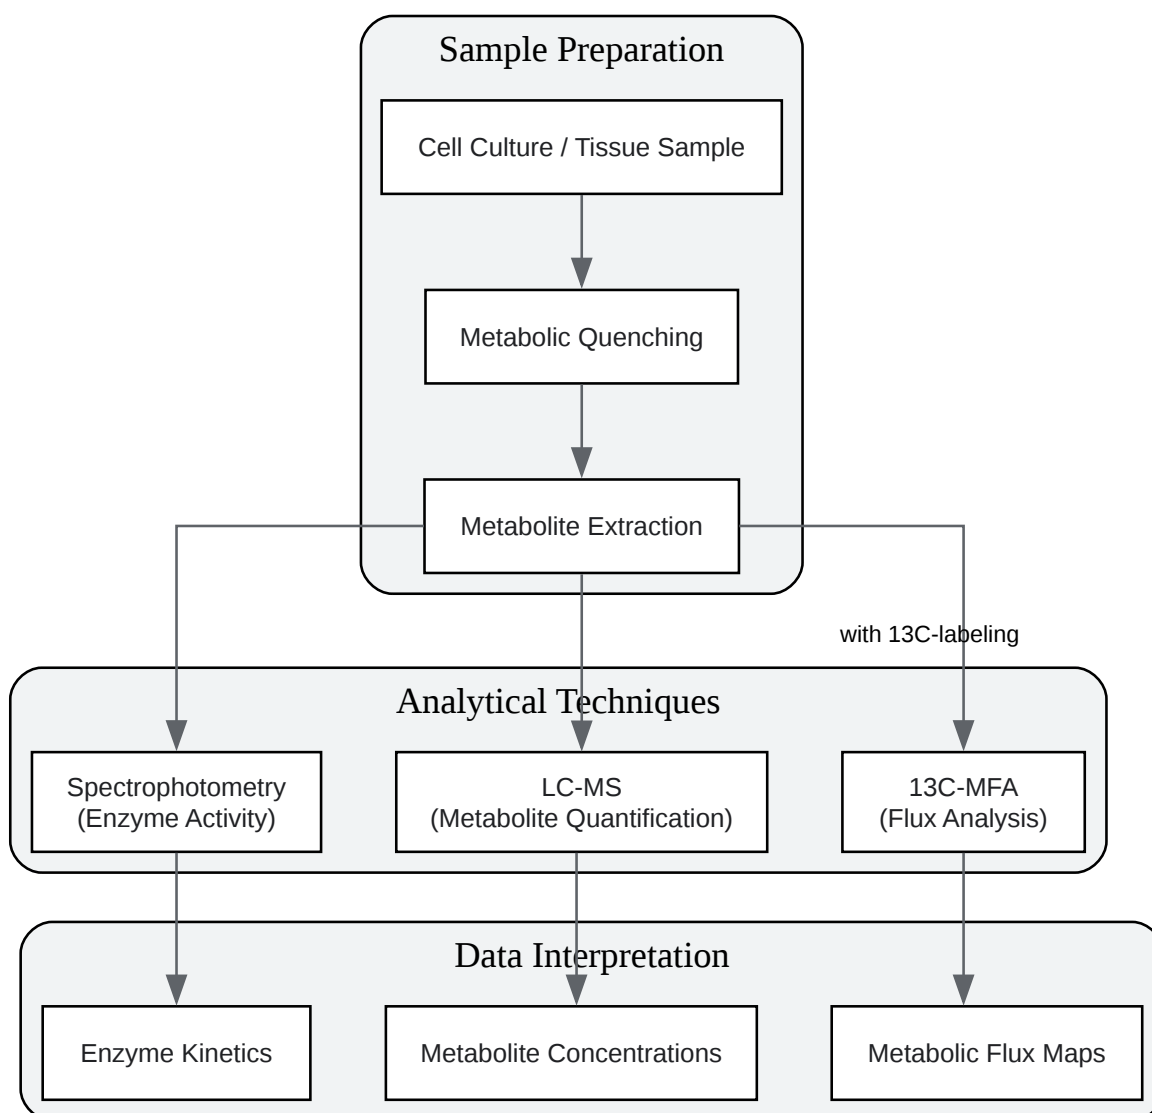 Sample Preparation
Cell Culture / Tissue Sample
Metabolic Quenching
Metabolite Extraction
with 13C-labeling
Analytical Techniques
Spectrophotometry
(Enzyme Activity)
LC-MS
(Metabolite Quantification)
13C-MFA
(Flux Analysis)
Data Interpretation
Enzyme Kinetics
Metabolite Concentrations
Metabolic Flux Maps